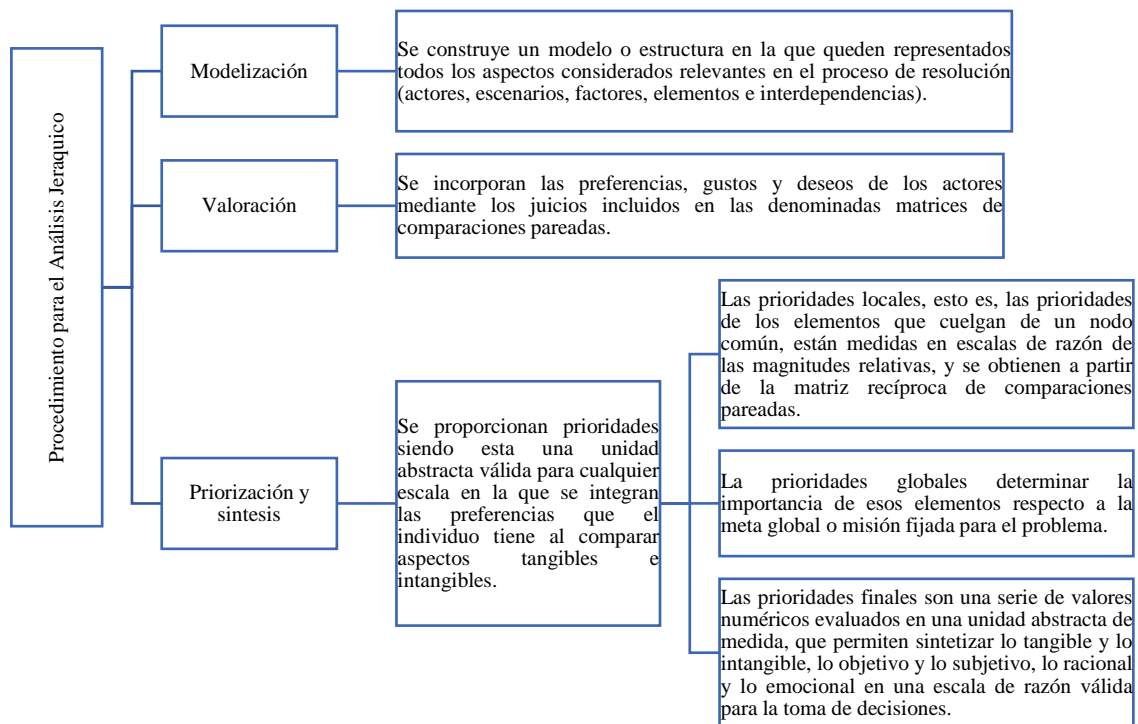 Procedimiento para el Análisis Jeraquico
Modelización
Se construye un modelo o estructura en la que queden representados
todos los aspectos considerados relevantes en el proceso de resolución
(actores, escenarios, factores, elementos e interdependencias).
Valoración
Se incorporan las preferencias, gustos y deseos de los actores
mediante los juicios incluidos en las denominadas matrices de
comparaciones pareadas.
Priorización y
sintesis
Se proporcionan prioridades
siendo esta una unidad
abstracta válida para cualquier
escala en la que se integran
las preferencias que el
individuo tiene al comparar
aspectos tangibles e
intangibles.
Las prioridades locales, esto es, las prioridades
de los elementos que cuelgan de un nodo
común, están medidas en escalas de razón de
las magnitudes relativas, y se obtienen a partir
de la matriz recíproca de comparaciones
pareadas.
La prioridades globales determinar la
importancia de esos elementos respecto a la
meta global o misión fijada para el problema.
Las prioridades finales son una serie de valores
numéricos evaluados en una unidad abstracta de
medida, que permiten sintetizar lo tangible y lo
intangible, lo objetivo y lo subjetivo, lo racional
y lo emocional en una escala de razón válida
para la toma de decisiones.